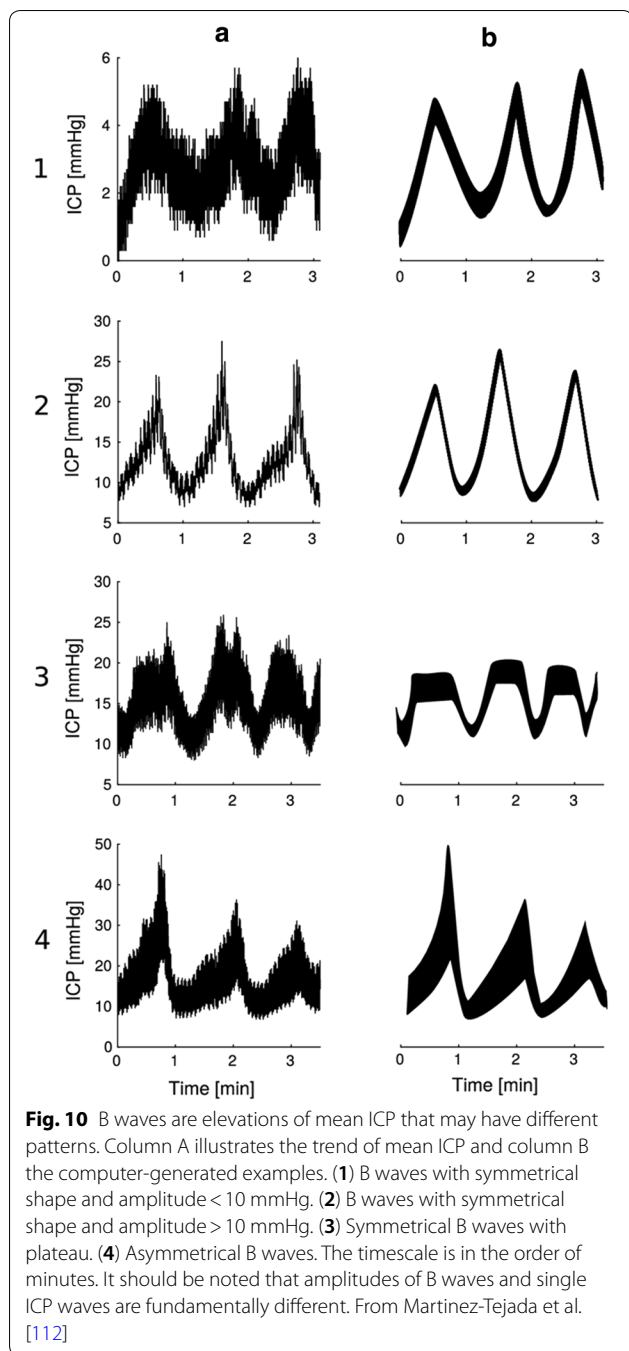 a
b
1
ICP [mmHg]
6
4
2
0
0 1 2 3
0 1 2 3
2
ICP [mmHg]
30
25
20
15
10
5
0 1 2 3
0 1 2 3
3
ICP [mmHg]
30
25
20
15
10
5
0 1 2 3
0 1 2 3
4
ICP [mmHg]
50
40
30
20
10
0
0 1 2 3
0 1 2 3
Time [min]
Time [min]
Fig. 10 B waves are elevations of mean ICP that may have different
patterns. Column A illustrates the trend of mean ICP and column B
the computer-generated examples. (1) B waves with symmetrical
shape and amplitude < 10 mmHg. (2) B waves with symmetrical
shape and amplitude > 10 mmHg. (3) Symmetrical B waves with
plateau. (4) Asymmetrical B waves. The timescale is in the order of
minutes. It should be noted that amplitudes of B waves and single
ICP waves are fundamentally different. From Martinez-Tejada et al.
[112]